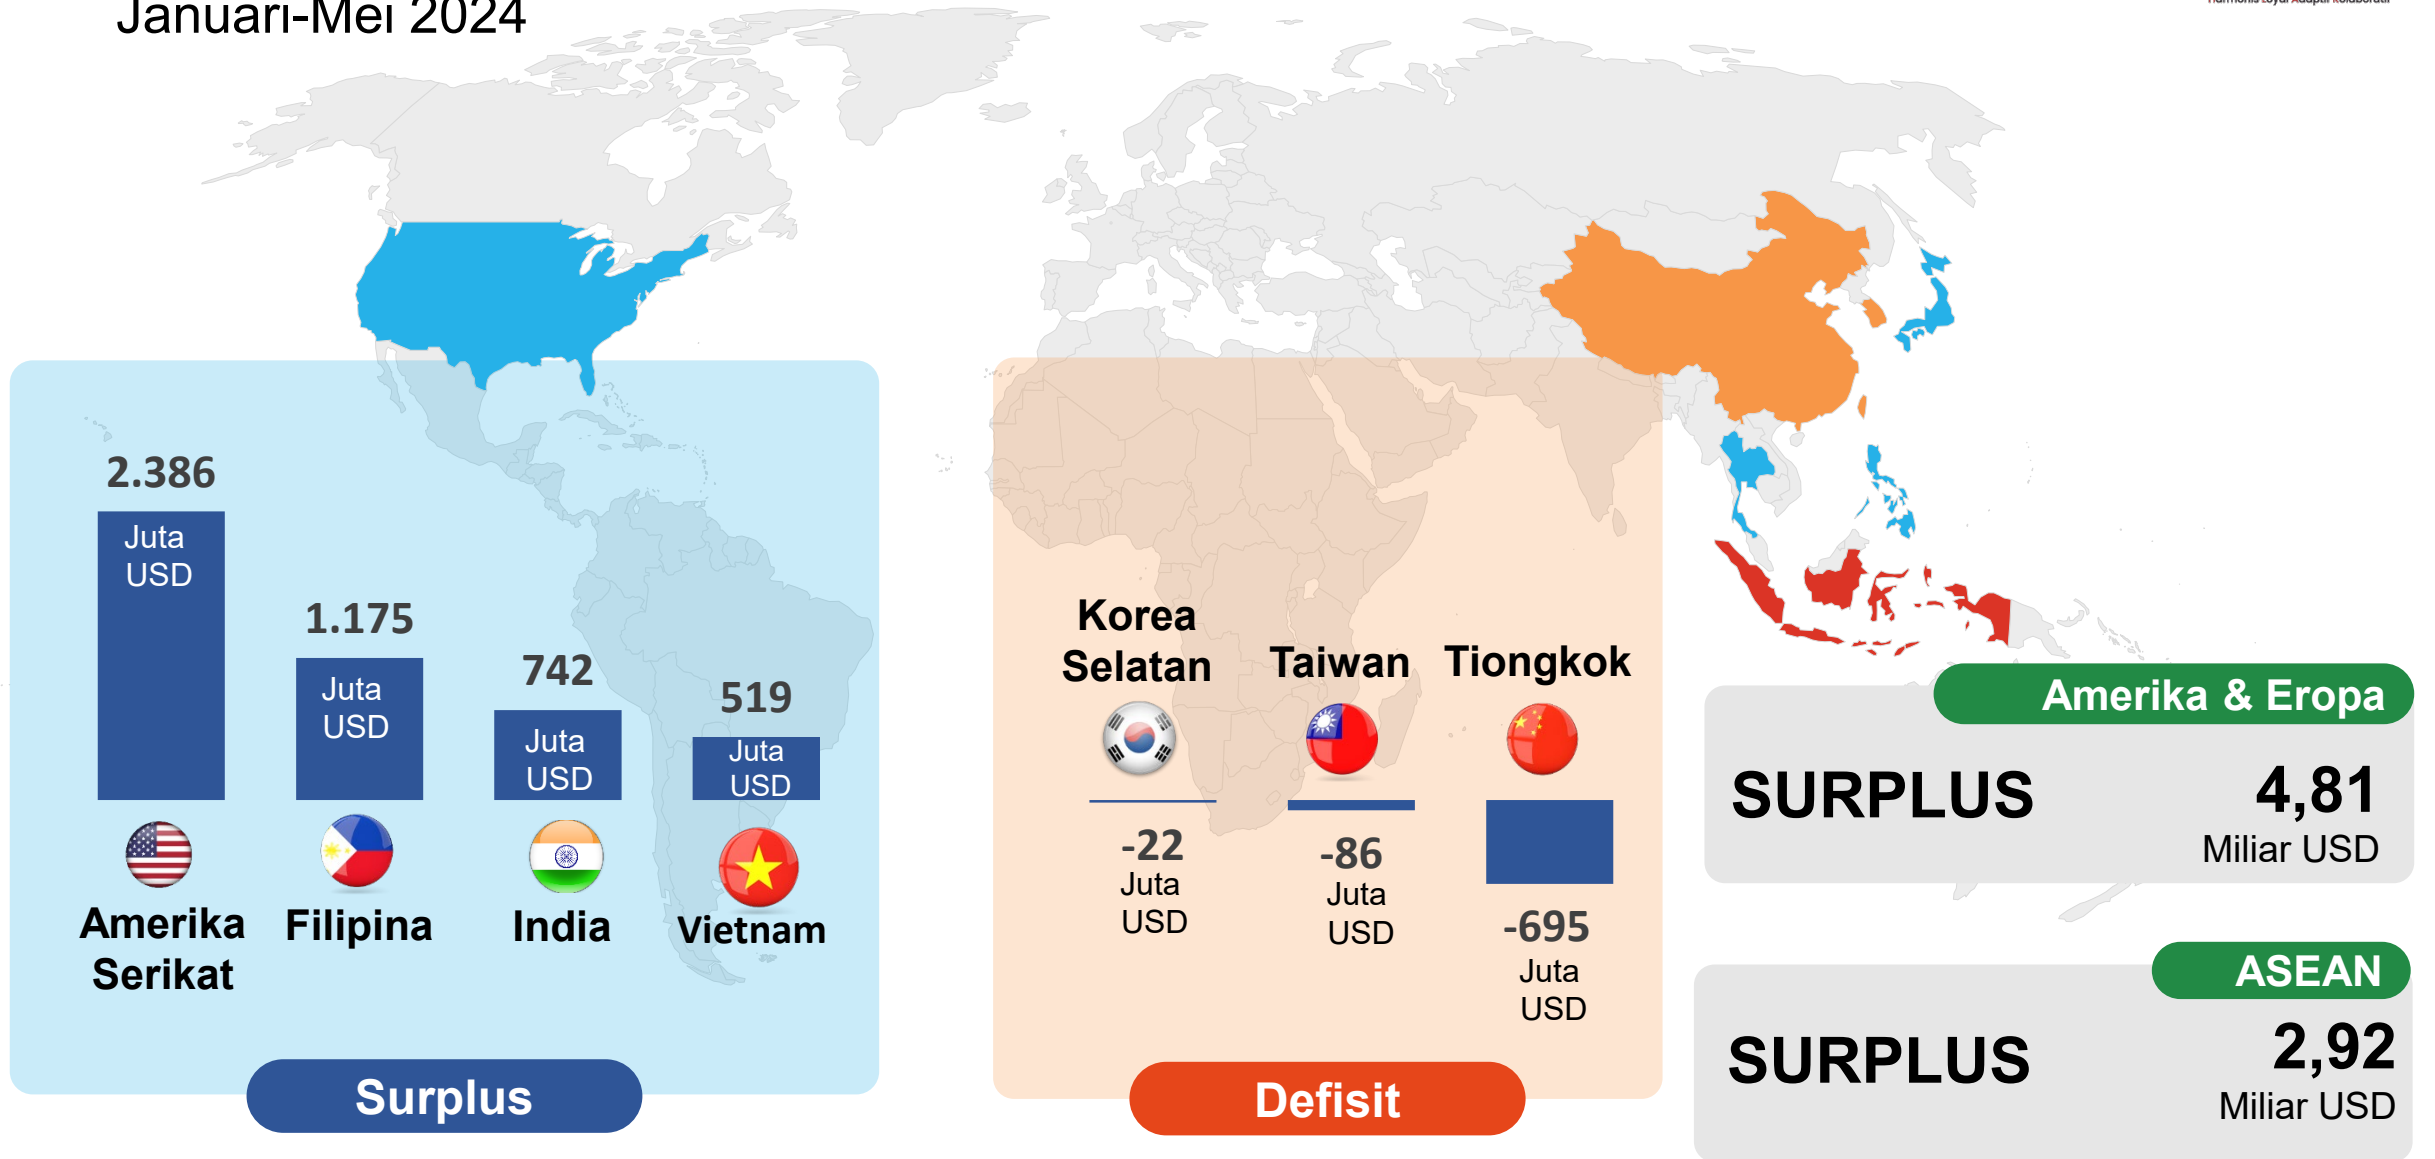 Januari-Mei 2024
2.386
Juta
USD
1.175
Juta
USD
742
Juta
USD
519
Juta
USD
Amerika
Serikat
Filipina
India
Vietnam
Surplus
Korea
Selatan
Taiwan
Tiongkok
-22
Juta
USD
-86
Juta
USD
-695
Juta
USD
Defisit
Amerika & Eropa
SURPLUS
4,81
Miliar USD
ASEAN
SURPLUS
2,92
Miliar USD